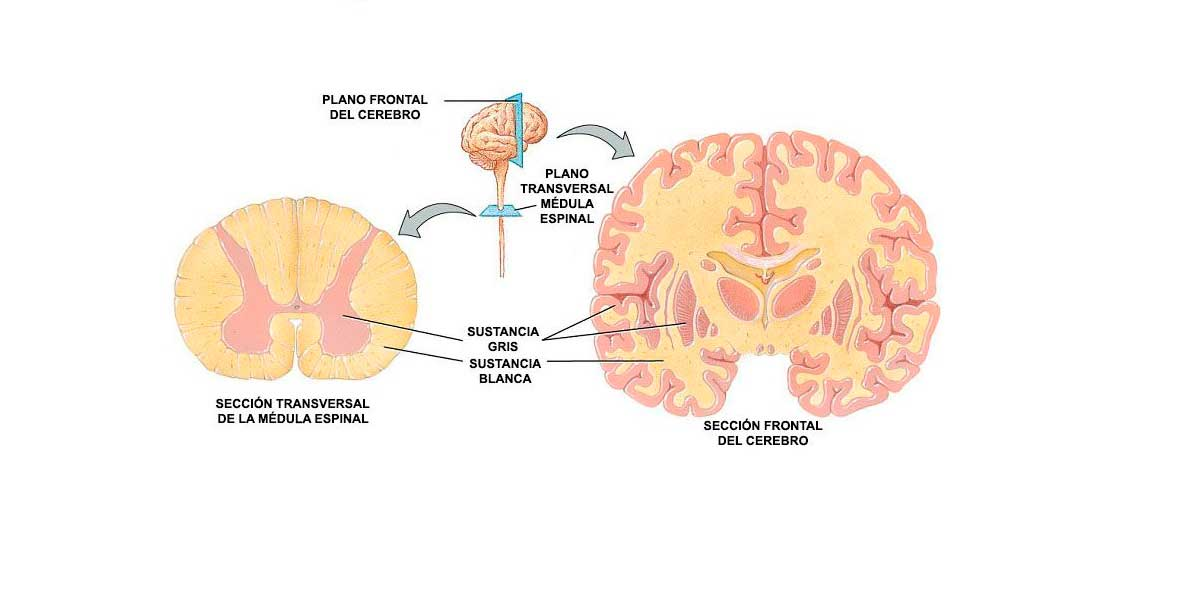 PLANO FRONTAL
DEL CEREBRO
PLANO
TRANSVERSAL
MÉDULA
ESPINAL
SUSTANCIA
GRIS
SUSTANCIA
BLANCA
SECCIÓN TRANSVERSAL
DE LA MÉDULA ESPINAL
SECCIÓN FRONTAL
DEL CEREBRO